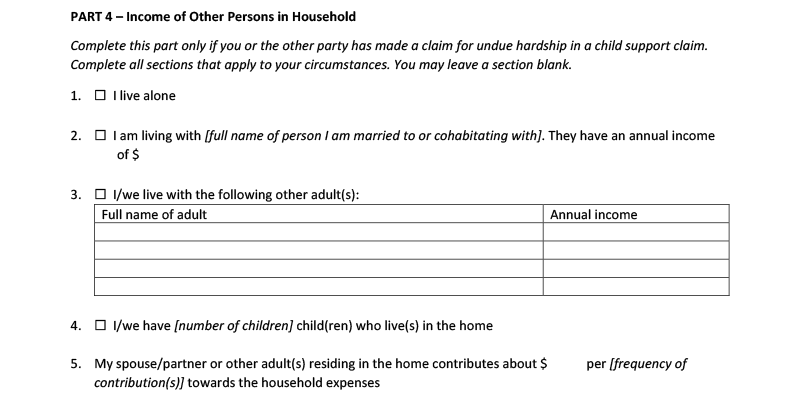 PART 4 – Income of Other Persons in Household
Complete this part only if you or the other party has made a claim for undue hardship in a child support claim.
Complete all sections that apply to your circumstances. You may leave a section blank.
1. ☐ I live alone
2. ☐ I am living with [full name of person I am married to or cohabitating with]. They have an annual income
of $
3. ☐ I/we live with the following other adult(s):
Full name of adult Annual income
4. ☐ I/we have [number of children] child(ren) who live(s) in the home
5. My spouse/partner or other adult(s) residing in the home contributes about $ per [frequency of
contribution(s)] towards the household expenses